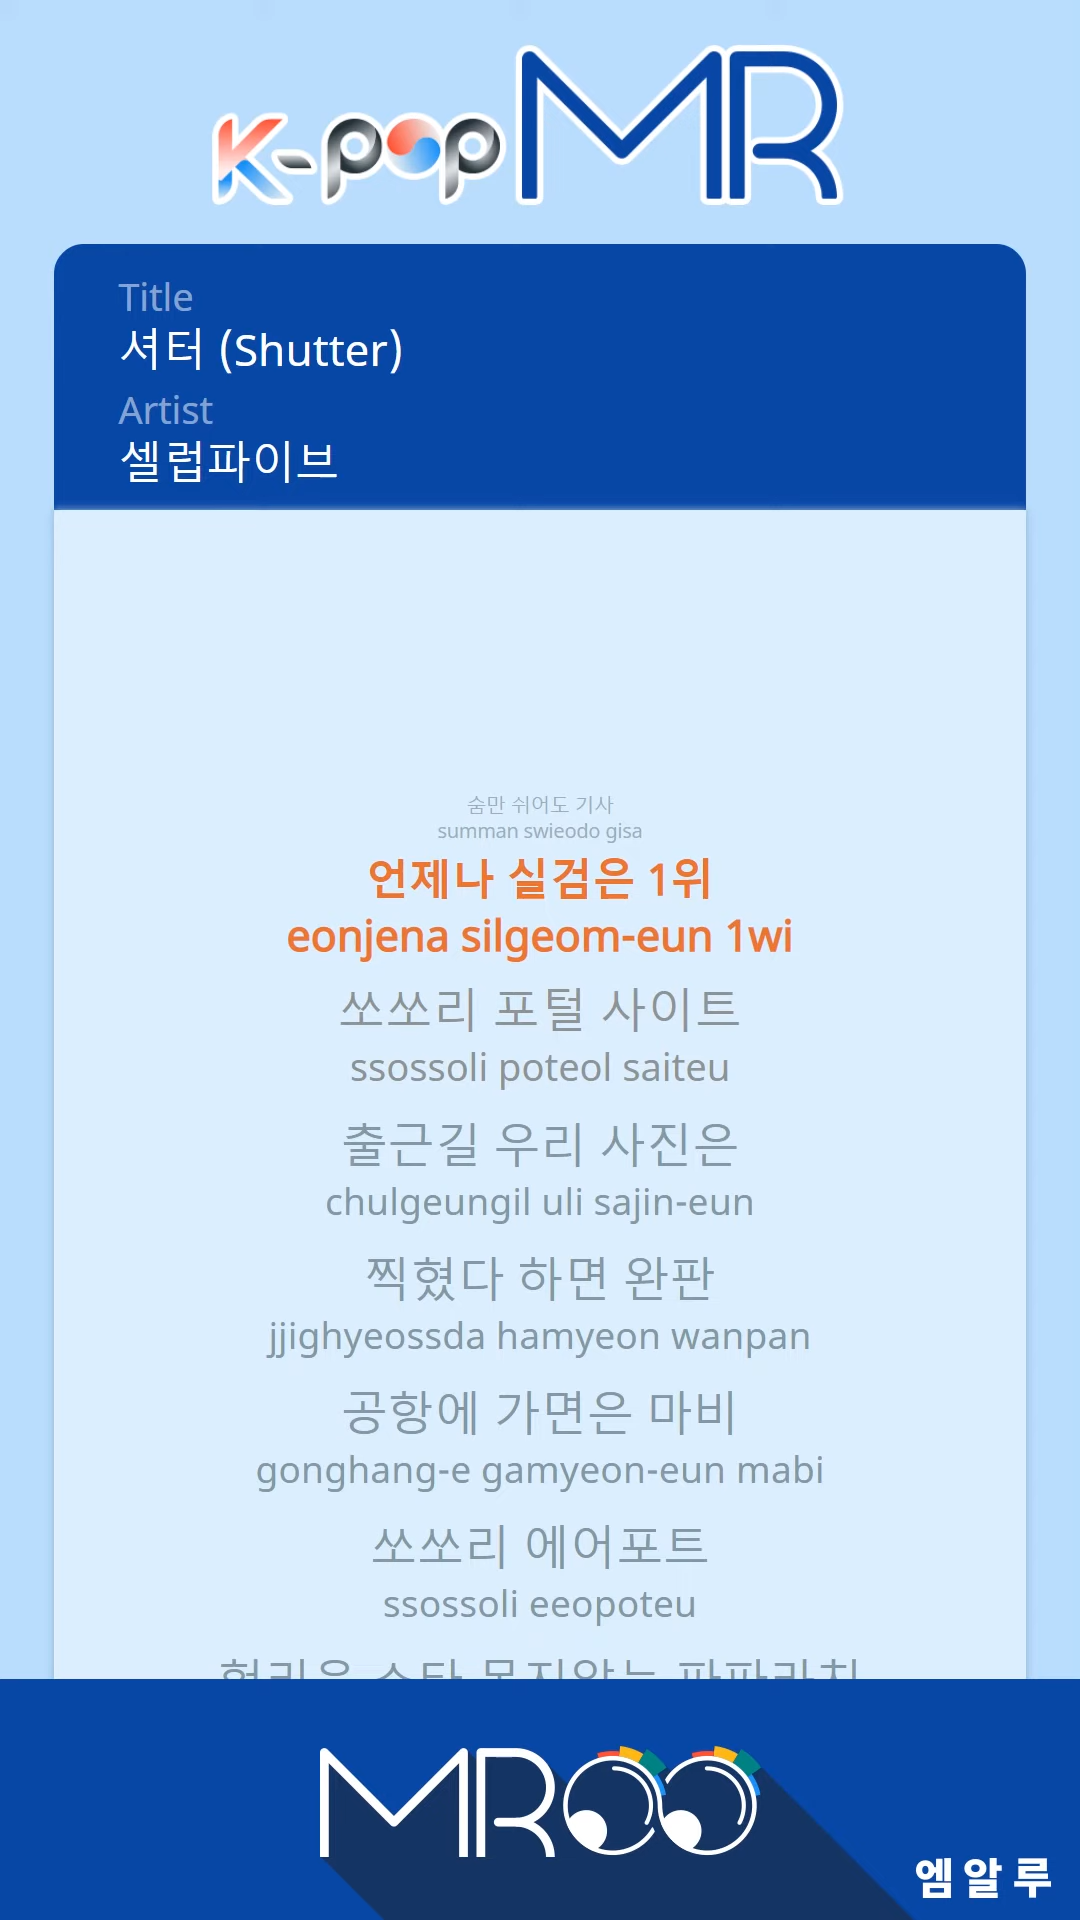 K-pop MR
Title
셔터 (Shutter)
Artist
셀럽파이브
숨만 쉬어도 기사
summan swieodo gisa
언제나 실검은 1위
eonjena silgeom-eun 1wi
쏘쏘리 포털 사이트
ssossoli poteol saiteu
출근길 우리 사진은
chulgeungil uli sajin-eun
찍혔다 하면 완판
jjighyeossda hamyeon wanpan
공항에 가면은 마비
gonghang-e gamyeon-eun mabi
쏘쏘리 에어포트
ssossoli eeopoteu
MROO
엠알루